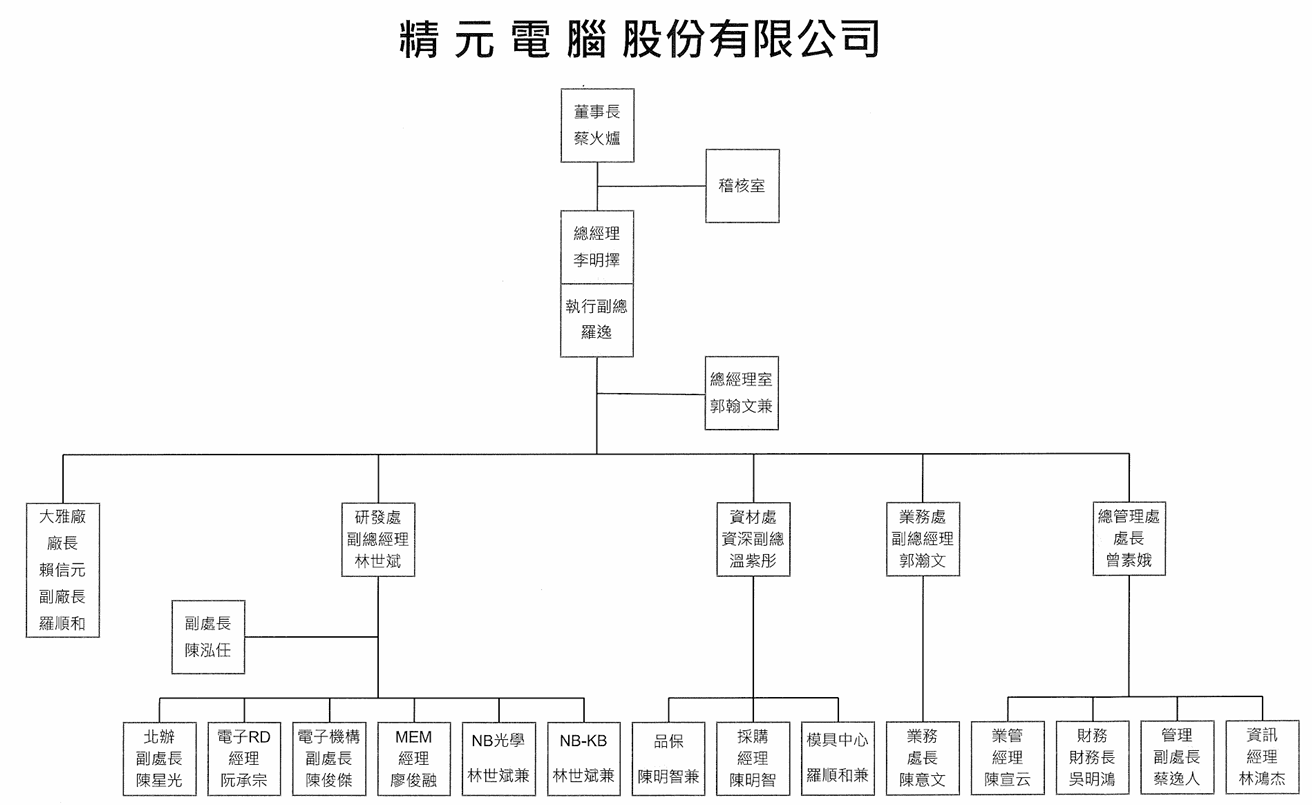 精元電腦股份有限公司
董事長
蔡火爐
稽核室
總經理
李明擇
執行副總
羅逸
總經理室
郭翰文兼
大雅廠
廠長
賴信元
副廠長
羅順和
研發處
副總經理
林世斌
資材處
資深副總
溫紫彤
業務處
副總經理
郭瀚文
總管理處
處長
曾素娥
副處長
陳泓任
北辦
副處長
陳星光
電子RD
經理
阮承宗
電子機構
副處長
陳俊傑
MEM
經理
廖俊融
NB光學
林世斌兼
NB-KB
林世斌兼
品保
陳明智兼
採購
經理
陳明智
模具中心
羅順和兼
業務
處長
陳意文
業管
經理
陳宣云
財務
財務長
吳明鴻
管理
副處長
蔡逸人
資訊
經理
林鴻杰